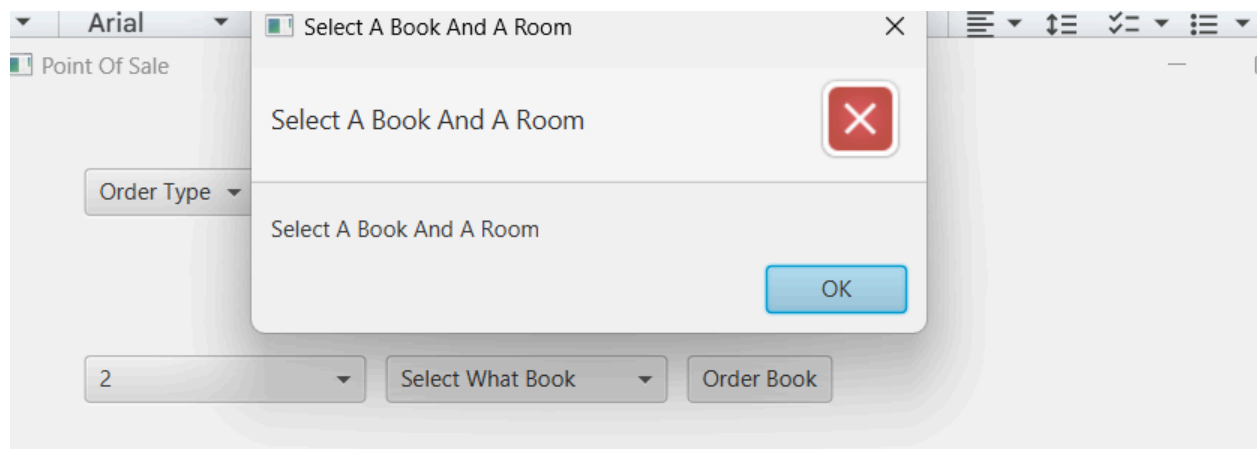 Arial
Select A Book And A Room
Point Of Sale
Select A Book And A Room
Order Type
Select A Book And A Room
OK
2
Select What Book
Order Book